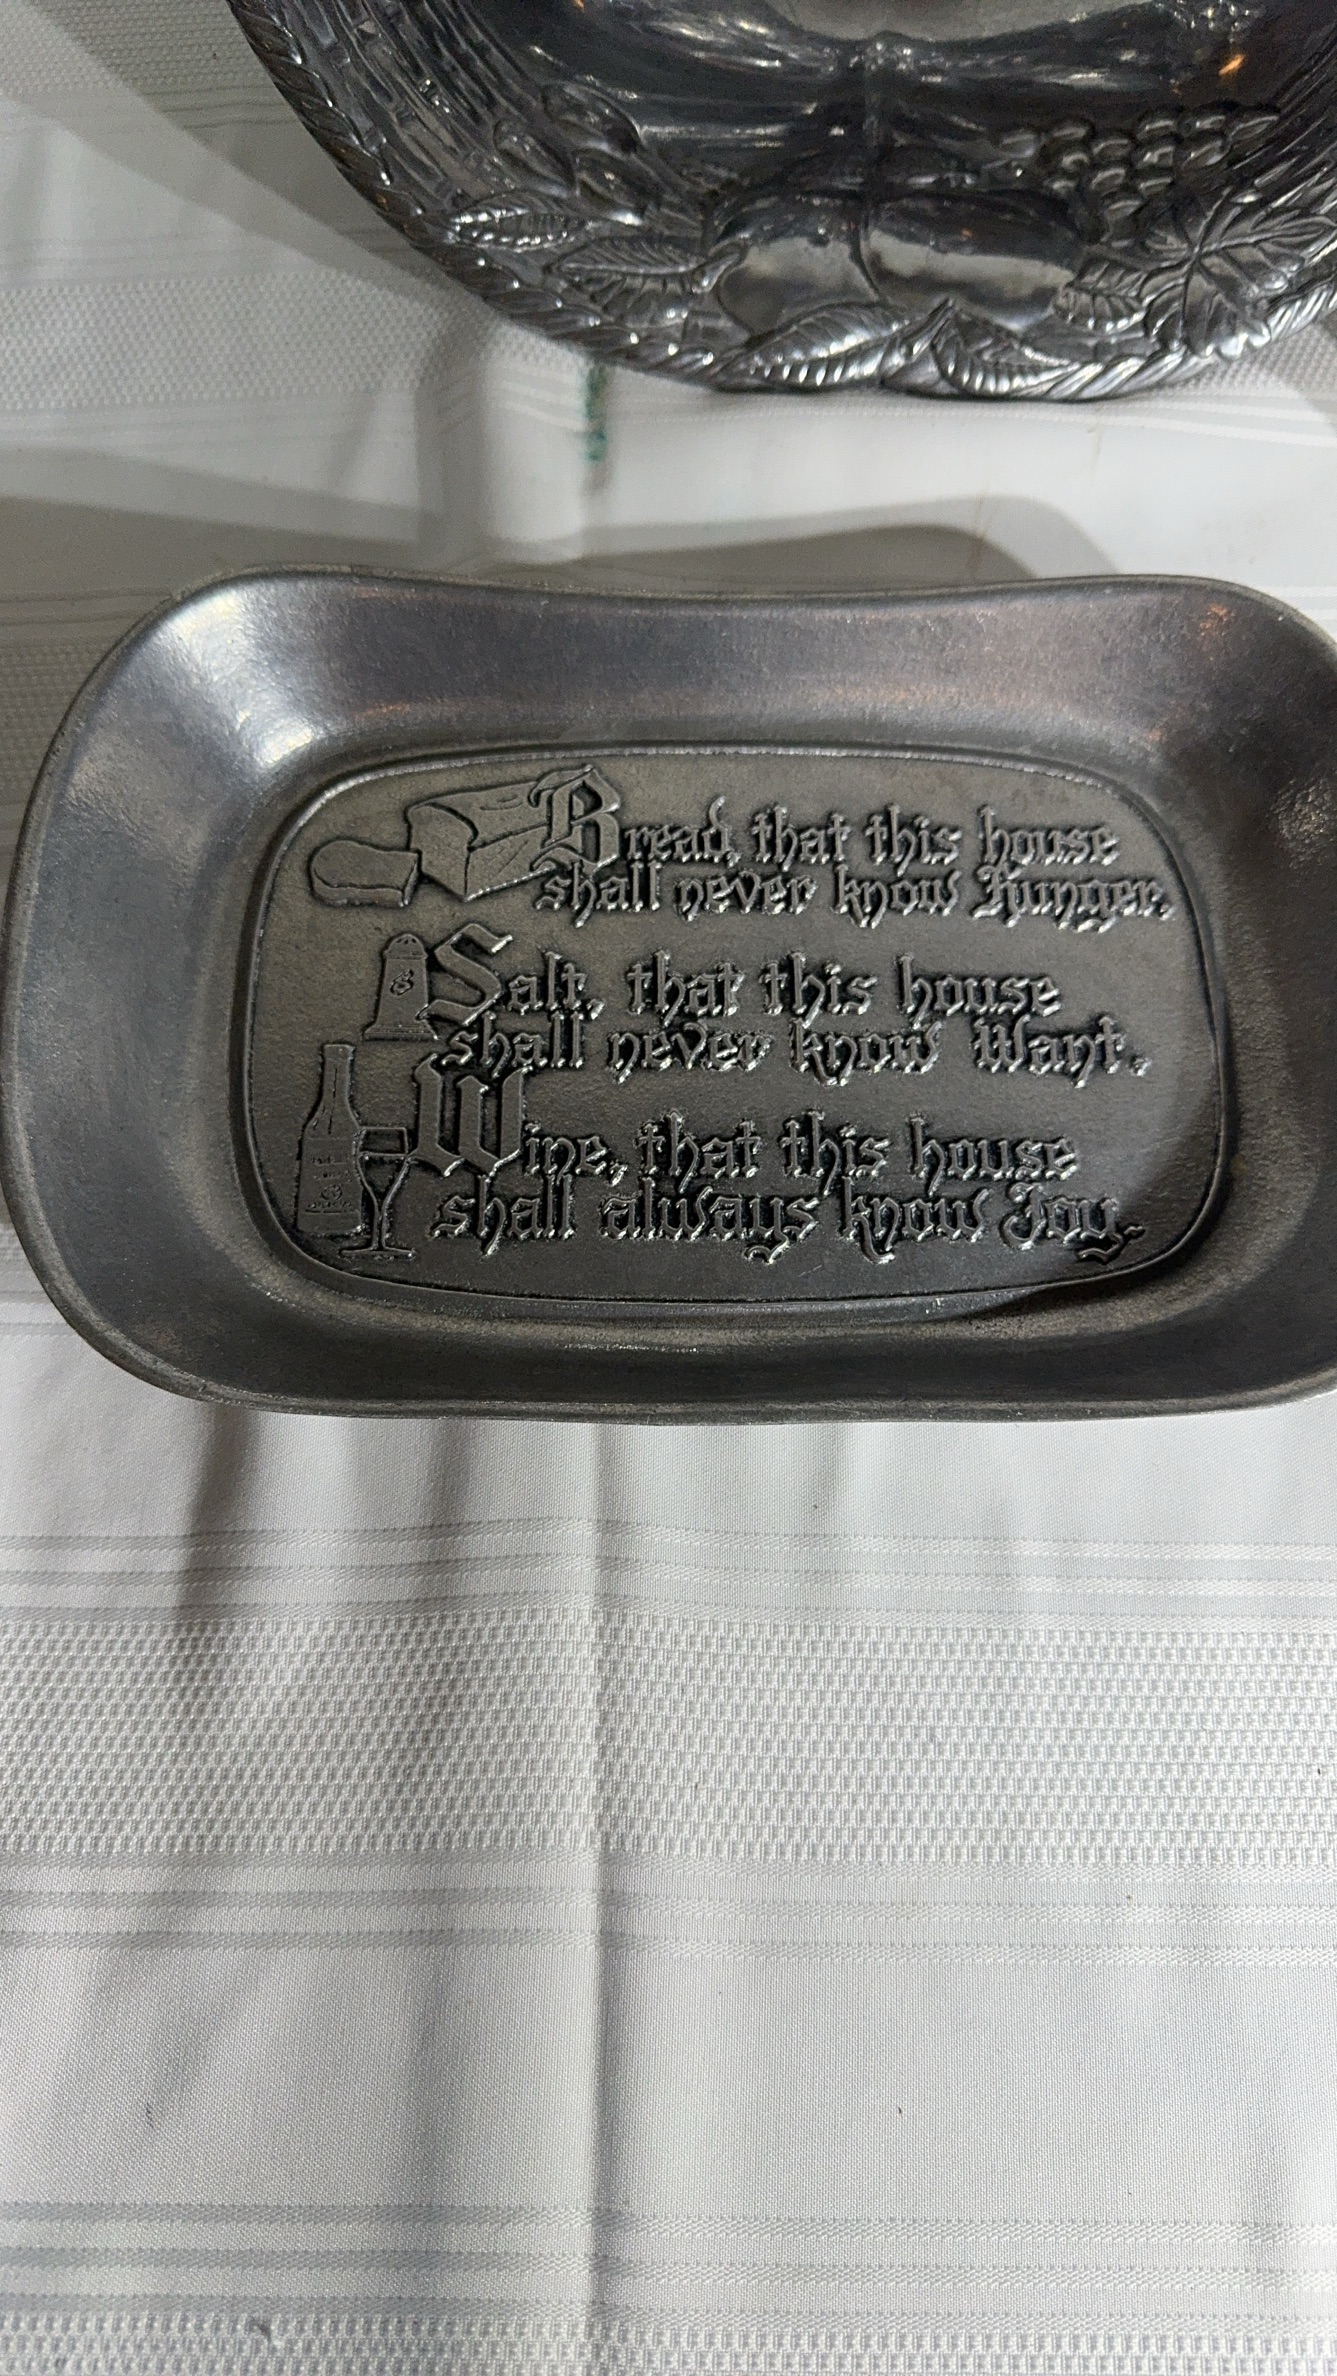 Bread, that this house
shall never know Hunger.
Salt, that this house
shall never know Want.
Wine, that this house
shall always know Joy.